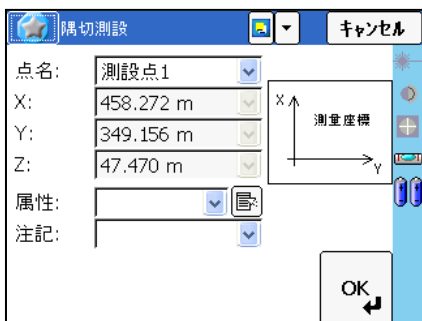 隅切測設
キャンセル
点名: 測設点1
X: 458.272 m
Y: 349.156 m
Z: 47.470 m
属性:
注記:
X
測量座標
Y
OK